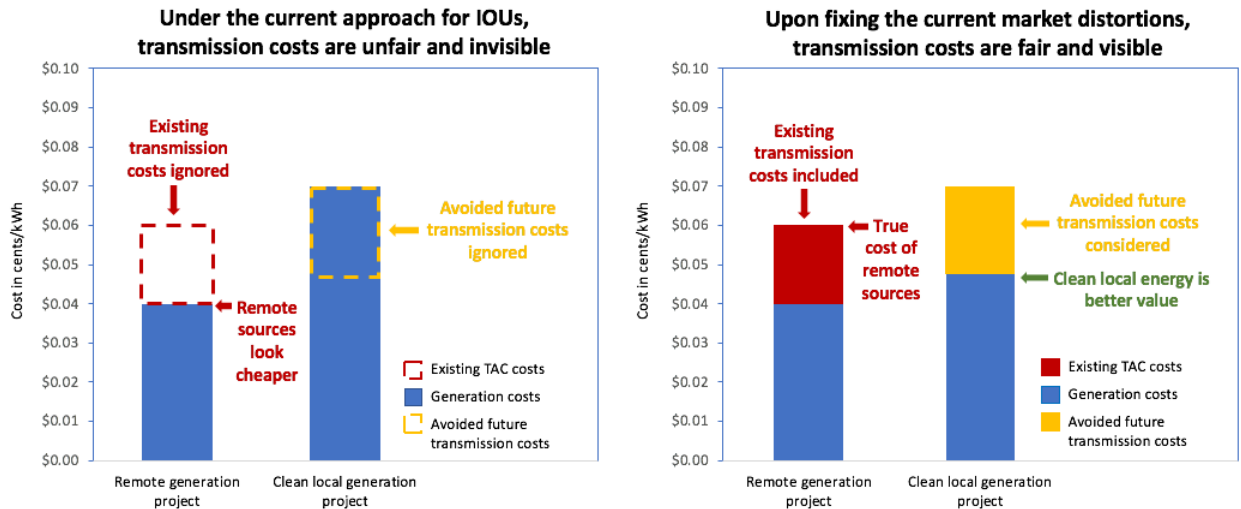 Under the current approach for IOUs,
transmission costs are unfair and invisible
$0.10
$0.09
$0.08
$0.07
$0.06
$0.05
$0.04
$0.03
$0.02
$0.01
$0.00
Cost in cents/kWh
Existing
transmission
costs ignored
Avoided future
transmission costs
ignored
Remote
sources
look
cheaper
Existing TAC costs
Generation costs
Avoided future
transmission costs
Remote generation
project
Clean local generation
project
Upon fixing the current market distortions,
transmission costs are fair and visible
$0.10
$0.09
$0.08
$0.07
$0.06
$0.05
$0.04
$0.03
$0.02
$0.01
$0.00
Cost in cents/kWh
Existing
transmission
costs included
True
cost of
remote
sources
Avoided future
transmission costs
considered
Clean local energy is
better value
Existing TAC costs
Generation costs
Avoided future
transmission costs
Remote generation
project
Clean local generation
project